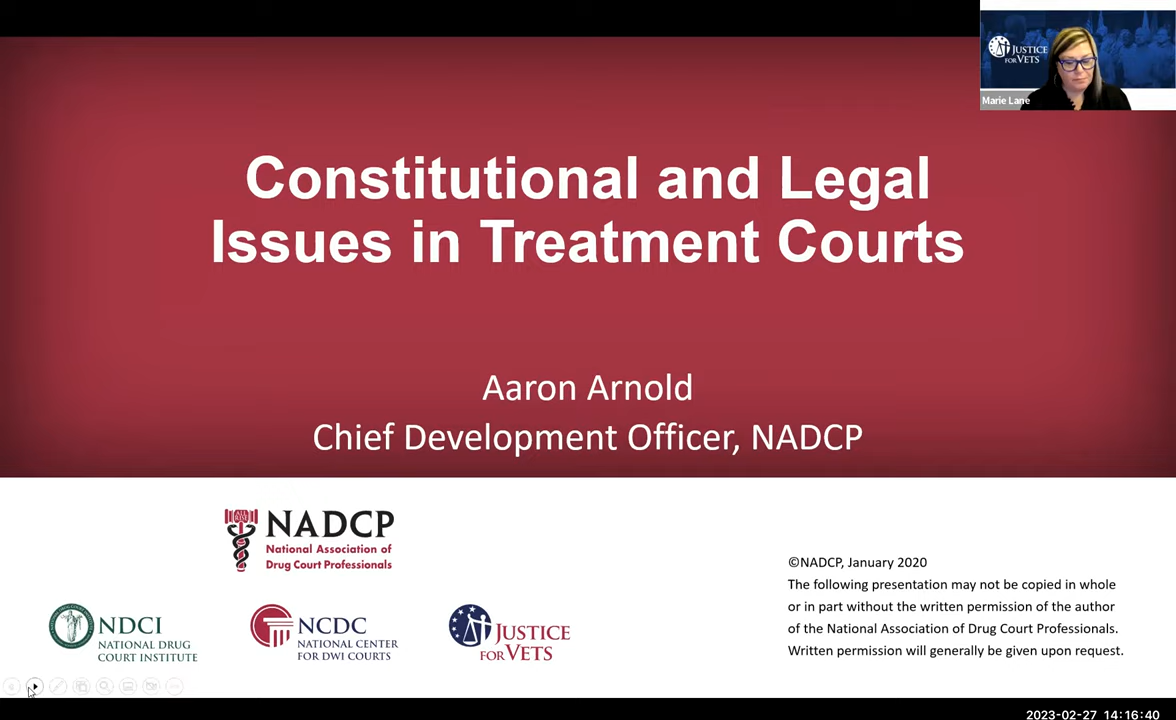 JUSTICE
FOR VETS
Marie Lane
Constitutional and Legal
Issues in Treatment Courts
Aaron Arnold
Chief Development Officer, NADCP
NADCP
National Association of
Drug Court Professionals
NDCI
NATIONAL DRUG
COURT INSTITUTE
NCDC
NATIONAL CENTER
FOR DWI COURTS
JUSTICE
FOR VETS
©NADCP, January 2020
The following presentation may not be copied in whole
or in part without the written permission of the author
of the National Association of Drug Court Professionals.
Written permission will generally be given upon request.
2023-02-27 14:16:40